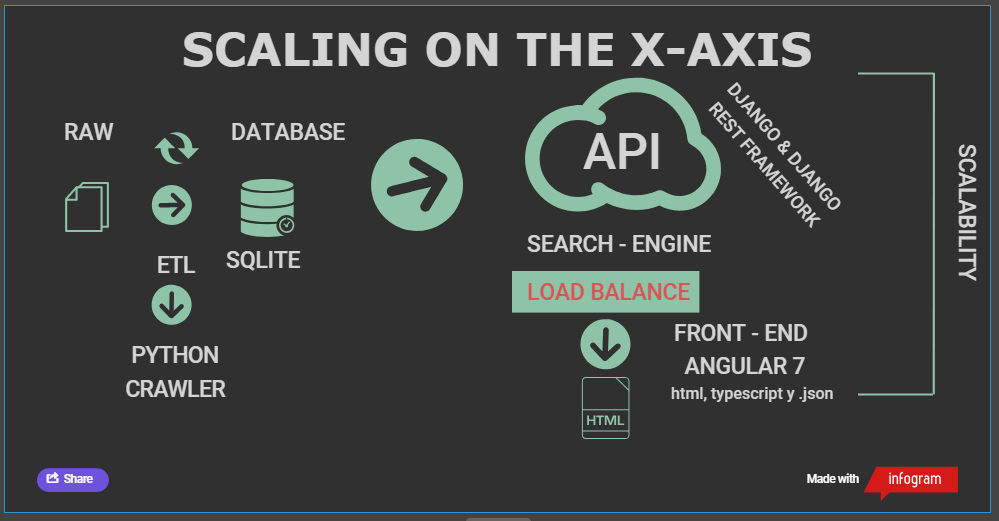 SCALING ON THE X-AXIS
RAW
DATABASE
SQLITE
ETL
PYTHON
CRAWLER
API
DJANGO & DJANGO
REST FRAMEWORK
SEARCH - ENGINE
LOAD BALANCE
HTML
FRONT - END
ANGULAR 7
html, typescript y .json
SCALABILITY
Share
Made with
infogram